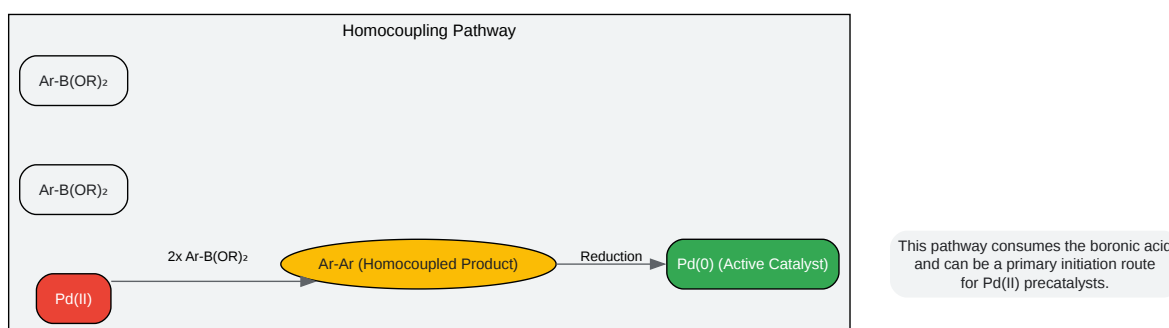 Homocoupling Pathway
Ar-B(OR)₂
Ar-B(OR)₂
2x Ar-B(OR)₂
Ar-Ar (Homocoupled Product)
Reduction
Pd(0) (Active Catalyst)
Pd(II)
This pathway consumes the boronic acid
and can be a primary initiation route
for Pd(II) precatalysts.